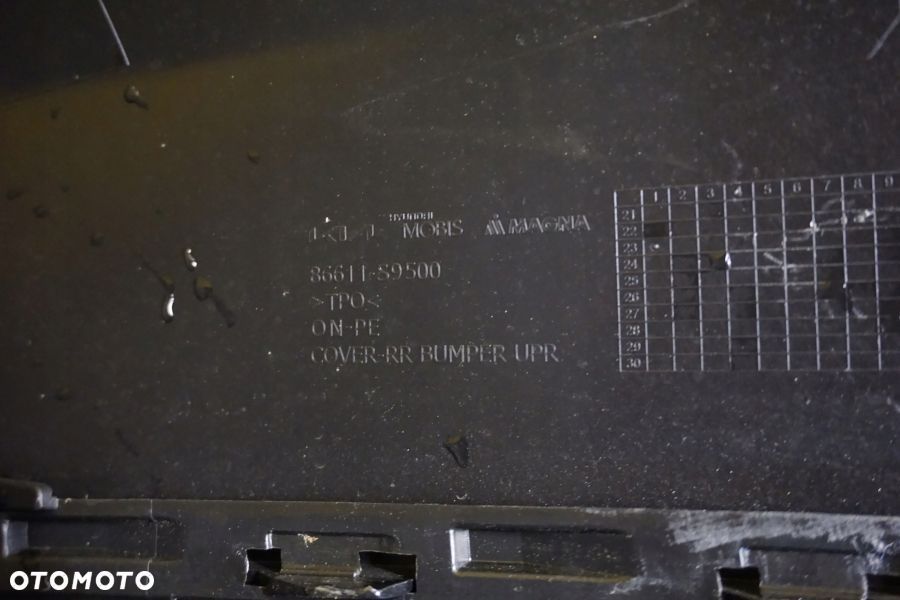 HYUNDAI
KIA MOBIS MAGNA
86611-S9500
>TPO<
ON-PE
COVER-RR BUMPER UPR
1 2 3 4 5 6 7 8 9
21
22
23
24
25
26
27
28
29
30
OTOMOTO